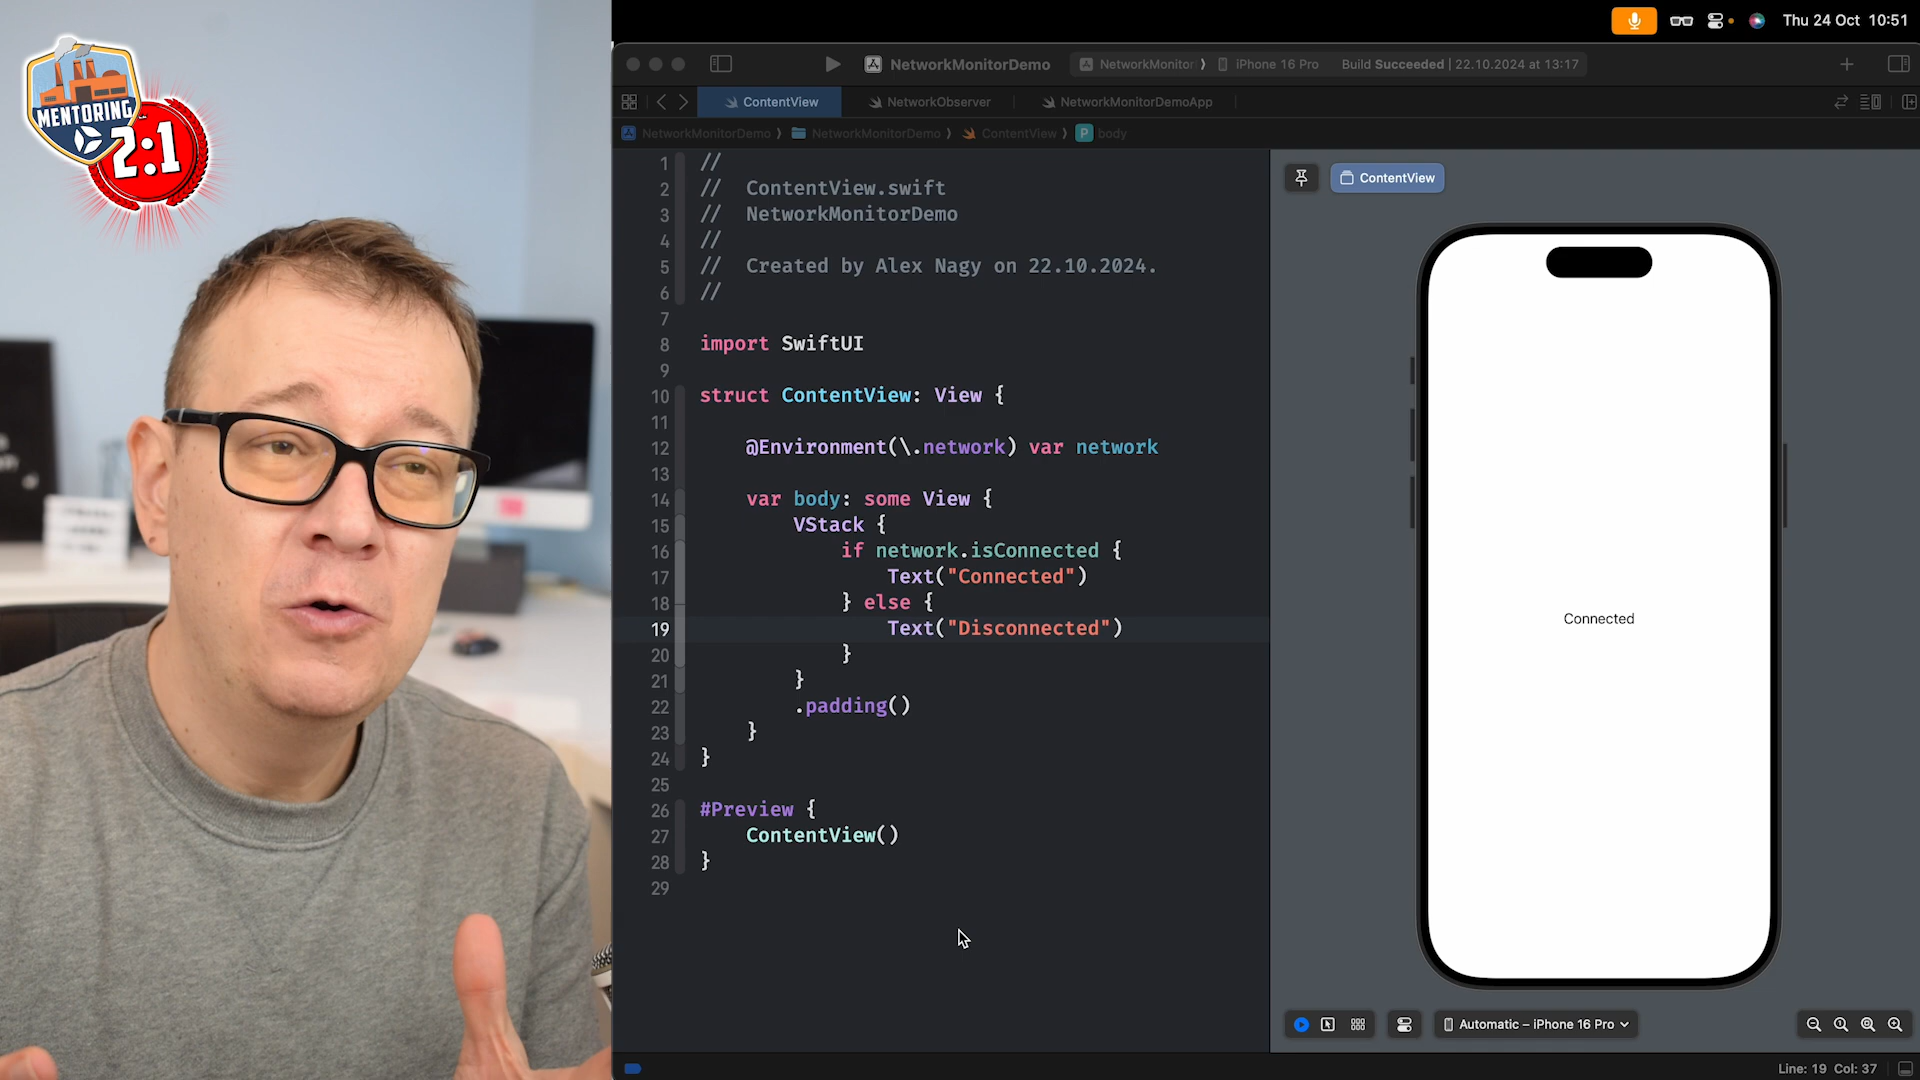 MENTORING
2:1
Thu 24 Oct 10:51
NetworkMonitorDemo
NetworkMonitor
iPhone 16 Pro
Build Succeeded | 22.10.2024 at 13:17
ContentView
NetworkObserver
NetworkMonitorDemoApp
NetworkMonitorDemo
NetworkMonitorDemo
ContentView
P body
1 //
2 //  ContentView.swift
3 //  NetworkMonitorDemo
4 //
5 //  Created by Alex Nagy on 22.10.2024.
6 //
7
8 import SwiftUI
9
10 struct ContentView: View {
11
12     @Environment(\.network) var network
13
14     var body: some View {
15         VStack {
16             if network.isConnected {
17                 Text("Connected")
18             } else {
19                 Text("Disconnected")
20             }
21         }
22         .padding()
23     }
24 }
25
26 #Preview {
27     ContentView()
28 }
29
ContentView
Connected
Automatic – iPhone 16 Pro
Line: 19 Col: 37